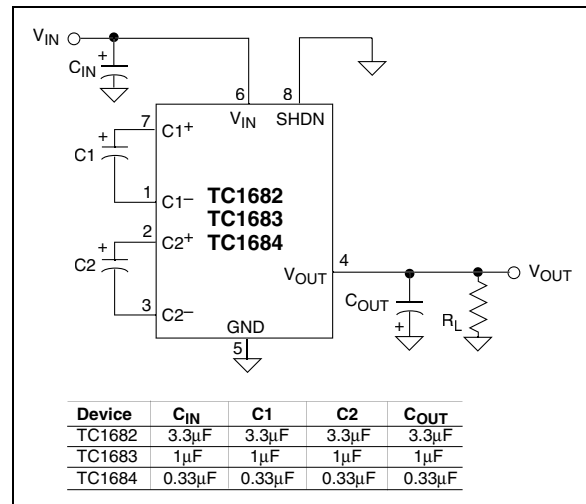 VIN
CIN
6
8
VIN
SHDN
7
C1+
C1
1
C1–
TC1682
2
TC1683
C2+
TC1684
C2
VOUT
4
VOUT
COUT
RL
3
C2–
GND
5
Device CIN C1 C2 COUT
TC1682 3.3µF 3.3µF 3.3µF 3.3µF
TC1683 1µF 1µF 1µF 1µF
TC1684 0.33µF 0.33µF 0.33µF 0.33µF